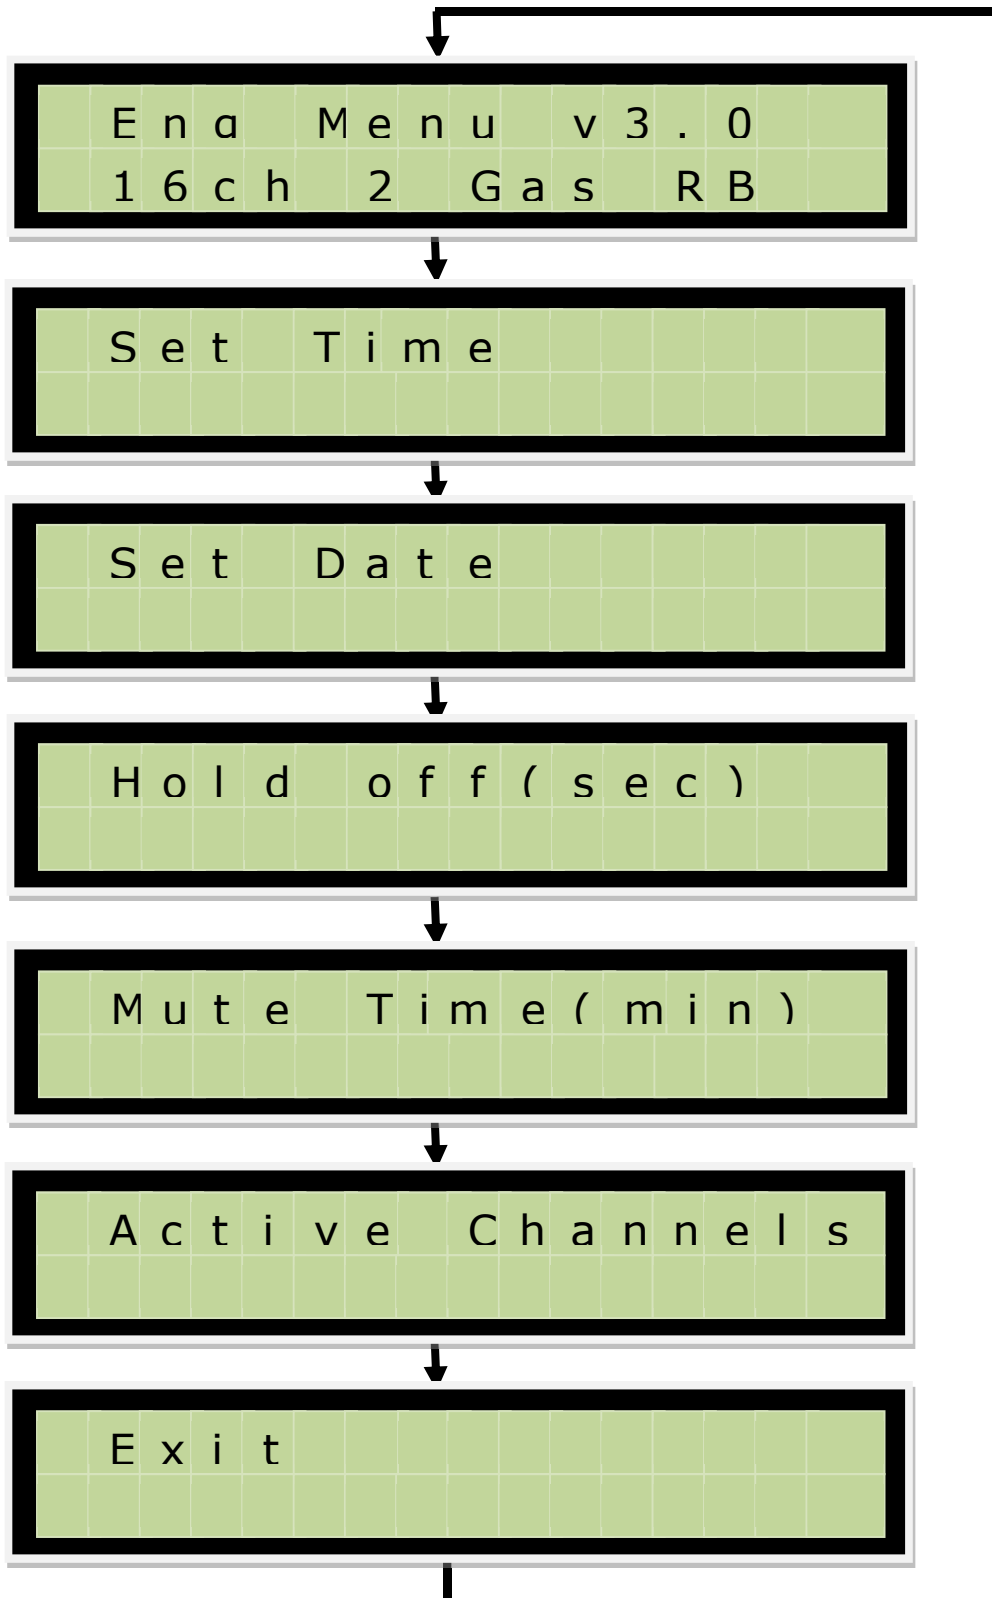 Eng Menu v3.0
16ch 2 Gas RB
Set Time
Set Date
Hold off(sec)
Mute Time(min)
Active Channels
Exit